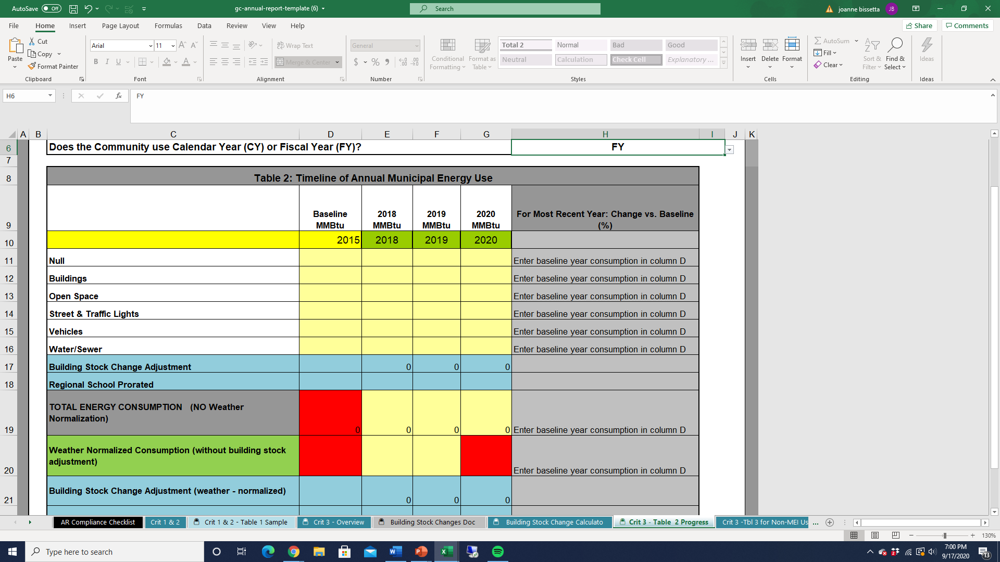 AutoSave Off
gc-annual-report-template (6)
Search
joanne bissetta JB
File Home Insert Page Layout Formulas Data Review View Help
Share Comments
Paste
Cut
Copy
Format Painter
Clipboard
Arial 11
B I U
Font
Wrap Text
Merge & Center
Alignment
General
$ %
Number
Conditional Formatting
Format as Table
Total 2 Normal Bad Good
Neutral Calculation Check Cell Explanatory ...
Styles
Insert Delete Format
Cells
AutoSum
Fill
Clear
Sort & Filter
Find & Select
Editing
Ideas
Ideas
H6 fx FY
A B C D E F G H I J K
6 Does the Community use Calendar Year (CY) or Fiscal Year (FY)? FY
7
8 Table 2: Timeline of Annual Municipal Energy Use
9 Baseline MMBtu 2018 MMBtu 2019 MMBtu 2020 MMBtu For Most Recent Year: Change vs. Baseline (%)
10 2015 2018 2019 2020
11 Null Enter baseline year consumption in column D
12 Buildings Enter baseline year consumption in column D
13 Open Space Enter baseline year consumption in column D
14 Street & Traffic Lights Enter baseline year consumption in column D
15 Vehicles Enter baseline year consumption in column D
16 Water/Sewer Enter baseline year consumption in column D
17 Building Stock Change Adjustment 0 0 0
18 Regional School Prorated
TOTAL ENERGY CONSUMPTION (NO Weather
Normalization)
19 0 0 0 0 Enter baseline year consumption in column D
Weather Normalized Consumption (without building stock
adjustment)
20 Enter baseline year consumption in column D
Building Stock Change Adjustment (weather - normalized)
21 0 0 0
AR Compliance Checklist Crit 1 & 2 Crit 1 & 2 - Table 1 Sample Crit 3 - Overview Building Stock Changes Doc Building Stock Change Calculato Crit 3 - Table 2 Progress Crit 3 -Tbl 3 for Non-MEI Us ...
130%
Type here to search
7:00 PM
9/17/2020
13